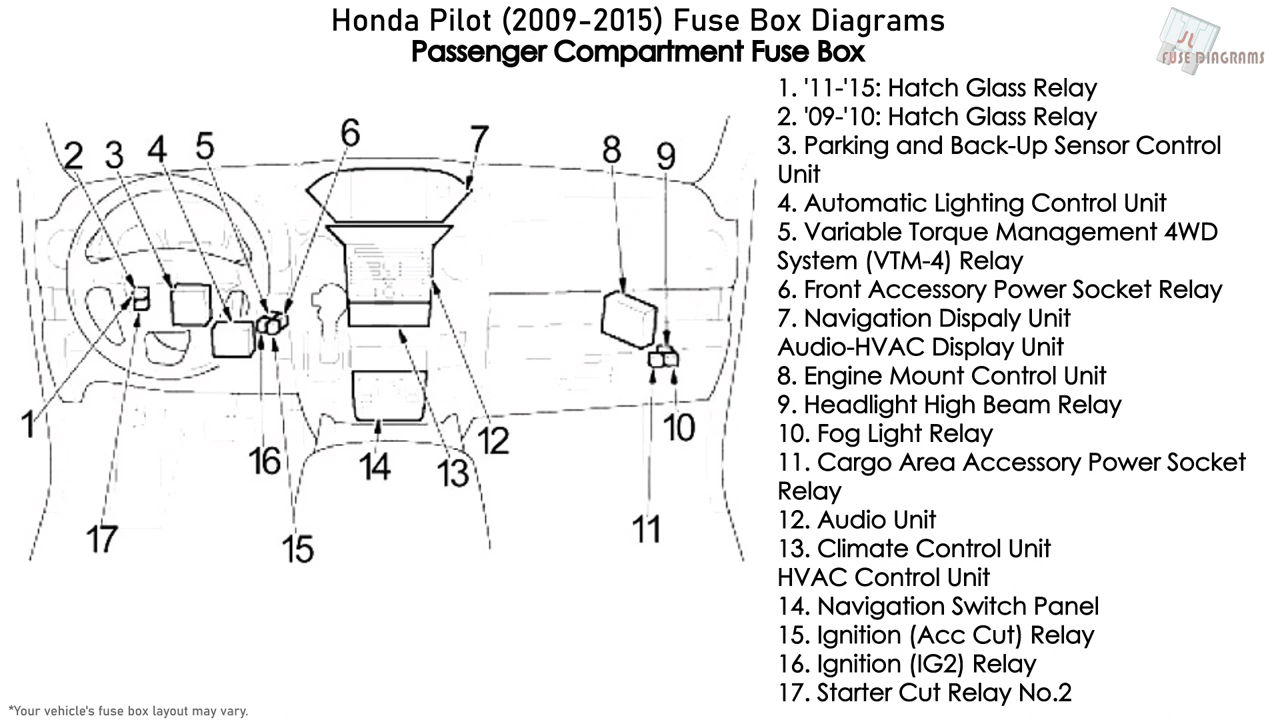 Honda Pilot (2009-2015) Fuse Box Diagrams
Passenger Compartment Fuse Box
JL
FUSE DIAGRAMS
1. '11-'15: Hatch Glass Relay
2. '09-'10: Hatch Glass Relay
3. Parking and Back-Up Sensor Control
Unit
4. Automatic Lighting Control Unit
5. Variable Torque Management 4WD
System (VTM-4) Relay
6. Front Accessory Power Socket Relay
7. Navigation Dispaly Unit
Audio-HVAC Display Unit
8. Engine Mount Control Unit
9. Headlight High Beam Relay
10. Fog Light Relay
11. Cargo Area Accessory Power Socket
Relay
12. Audio Unit
13. Climate Control Unit
HVAC Control Unit
14. Navigation Switch Panel
15. Ignition (Acc Cut) Relay
16. Ignition (IG2) Relay
17. Starter Cut Relay No.2
2
3
4
5
6
7
8
9
1
16
14
13
12
10
11
17
15
*Your vehicle's fuse box layout may vary.